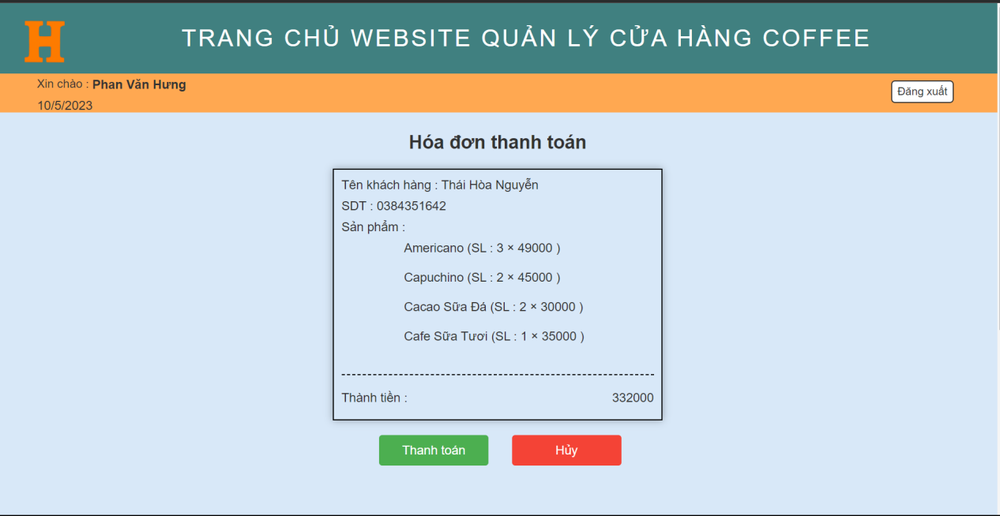 H
TRANG CHỦ WEBSITE QUẢN LÝ CỬA HÀNG COFFEE
Xin chào : Phan Văn Hưng
Đăng xuất
10/5/2023
Hóa đơn thanh toán
Tên khách hàng : Thái Hòa Nguyễn
SDT : 0384351642
Sản phẩm :
Americano (SL : 3 × 49000 )
Capuchino (SL : 2 × 45000 )
Cacao Sữa Đá (SL : 2 × 30000 )
Cafe Sữa Tươi (SL : 1 × 35000 )
Thành tiền : 332000
Thanh toán Hủy